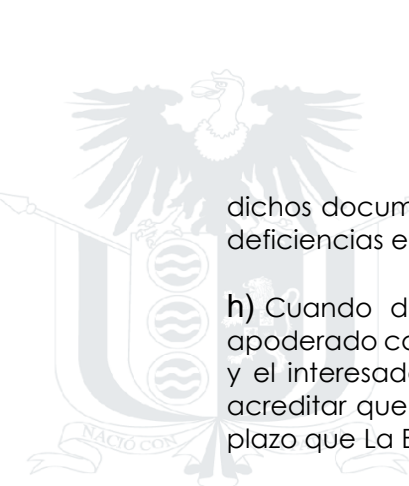 dichos docum
deficiencias e
h) Cuando d
apoderado co
y el interesad
acreditar que
plazo que La E
NACIÓ CON